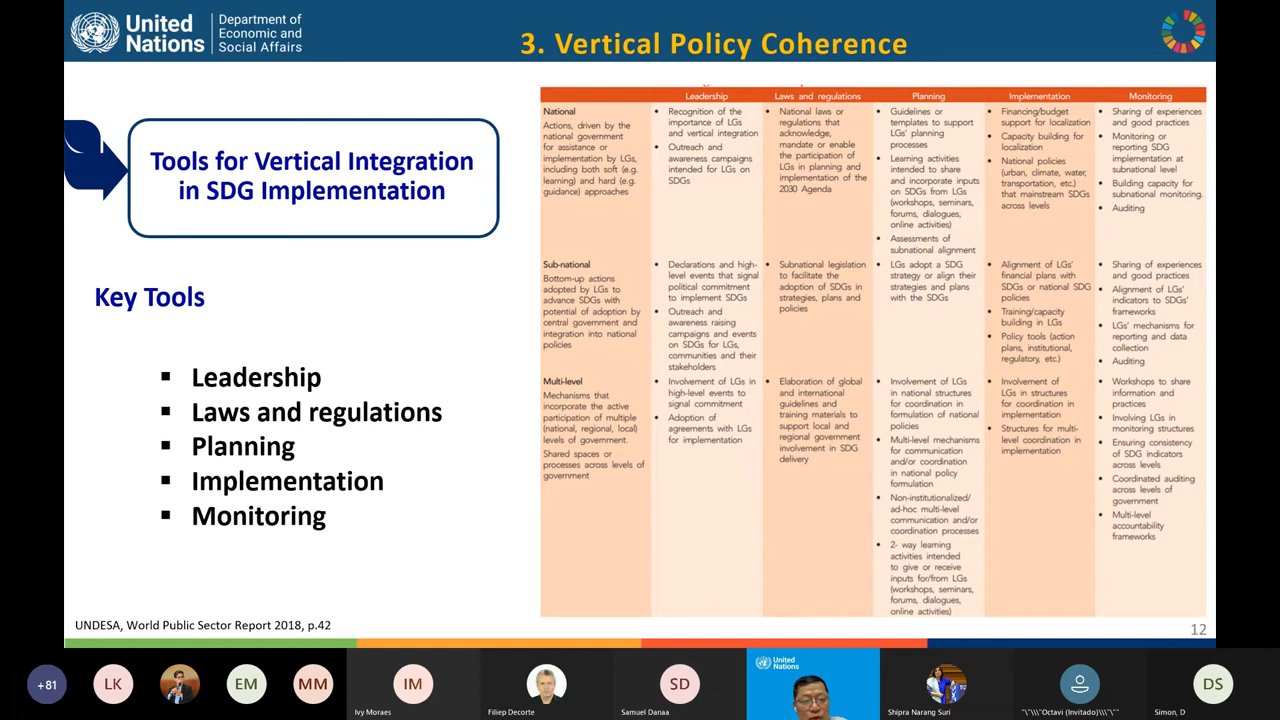 United
Nations
Department of
Economic and
Social Affairs
3. Vertical Policy Coherence
Tools for Vertical Integration
in SDG Implementation
Key Tools
▪ Leadership
▪ Laws and regulations
▪ Planning
▪ Implementation
▪ Monitoring
Leadership
Laws and regulations
Planning
Implementation
Monitoring
National
Actions, driven by the
national government
for assistance or
implementation by LGs,
including both soft (e.g.
learning) and hard (e.g.
guidance) approaches
• Recognition of the
importance of LGs
and vertical integration
• Outreach and
awareness campaigns
intended for LGs on
SDGs
• National laws or
regulations that
acknowledge,
mandate or enable
the participation of
LGs in planning and
implementation of the
2030 Agenda
• Guidelines or
templates to support
LGs' planning
processes
• Learning activities
intended to share
and incorporate inputs
on SDGs from LGs
(workshops, seminars,
forums, dialogues,
online activities)
• Assessments of
subnational alignment
• Financing/budget
support for localization
• Capacity building for
localization
• National policies
(urban, climate, water,
transportation, etc.)
that mainstream SDGs
across levels
• Sharing of experiences
and good practices
• Monitoring or
reporting SDG
implementation at
subnational level
• Building capacity for
subnational monitoring.
• Auditing
Sub-national
Bottom-up actions
adopted by LGs to
advance SDGs with
potential of adoption by
central government and
integration into national
policies
• Declarations and high-
level events that signal
political commitment
to implement SDGs
• Outreach and
awareness raising
campaigns and events
on SDGs for LGs,
communities and their
stakeholders
• Subnational legislation
to facilitate the
adoption of SDGs in
strategies, plans and
policies
• LGs adopt a SDG
strategy or align their
strategies and plans
with the SDGs
• Alignment of LGs'
financial plans with
SDGs or national SDG
policies
• Training/capacity
building in LGs
• Policy tools (action
plans, institutional,
regulatory, etc.)
• Sharing of experiences
and good practices
• Alignment of LGs'
indicators to SDGs'
frameworks
• LGs' mechanisms for
reporting and data
collection
• Auditing
Multi-level
Mechanisms that
incorporate the active
participation of multiple
(national, regional, local)
levels of government.
Shared spaces or
processes across levels of
government
• Involvement of LGs in
high-level events to
signal commitment
• Adoption of
agreements with LGs
for implementation
• Elaboration of global
and international
guidelines and
training materials to
support local and
regional government
involvement in SDG
delivery
• Involvement of LGs
in national structures
for coordination in
formulation of national
policies
• Multi-level mechanisms
for communication
and/or coordination
in national policy
formulation
• Non-institutionalized/
ad-hoc multi-level
communication and/or
coordination processes
• 2- way learning
activities intended
to give or receive
inputs for/from LGs
(workshops, seminars,
forums, dialogues,
online activities)
• Involvement of
LGs in structures
for coordination in
implementation
• Structures for multi-
level coordination in
implementation
• Workshops to share
information and
practices
• Involving LGs in
monitoring structures
• Ensuring consistency
of SDG indicators
across levels
• Coordinated auditing
across levels of
government
• Multi-level
accountability
frameworks
UNDESA, World Public Sector Report 2018, p.42
12
+81
LK
EM
MM
IM
Ivy Moraes
Filiep Decorte
SD
Samuel Danaa
United
Nations
Shipra Narang Suri
"\"\\\"Octavi (Invitado)\\\"\""
DS
Simon, D